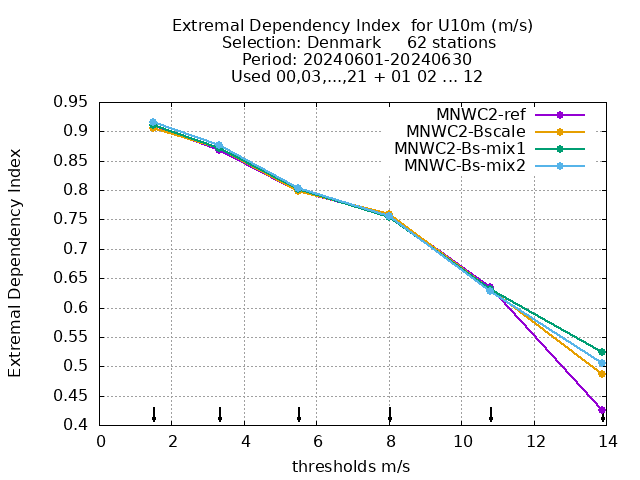 Extremal Dependency Index  for U10m (m/s)
Selection: Denmark     62 stations
Period: 20240601-20240630
Used 00,03,...,21 + 01 02 ... 12
MNWC2-ref
MNWC2-Bscale
MNWC2-Bs-mix1
MNWC-Bs-mix2
Extremal Dependency Index
0.95
0.9
0.85
0.8
0.75
0.7
0.65
0.6
0.55
0.5
0.45
0.4
0 2 4 6 8 10 12 14
thresholds m/s